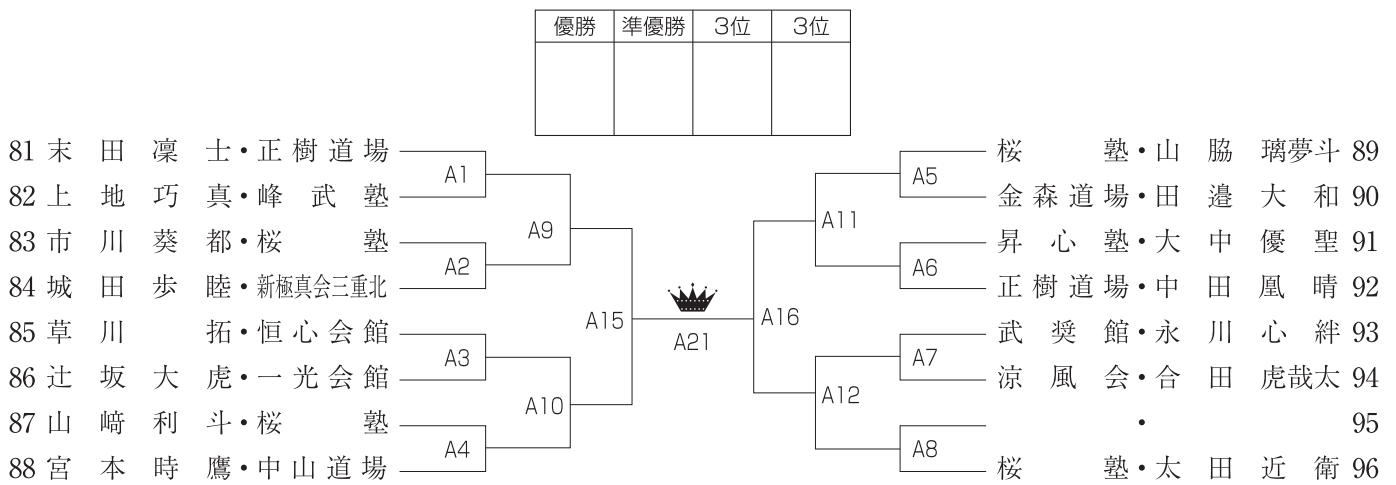 優勝 準優勝 3位 3位
81 末田凜士・正樹道場
A1
82 上地巧真・峰武塾
A9
83 市川葵都・桜塾
A2
84 城田歩睦・新極真会三重北
A15
85 草川拓・恒心会館
A3
86 辻坂大虎・一光会館
A10
87 山﨑利斗・桜塾
A4
88 宮本時鷹・中山道場
A21
桜塾・山脇璃夢斗 89
A5
金森道場・田邉大和 90
A11
昇心塾・大中優聖 91
A6
正樹道場・中田凰晴 92
A16
武奨館・永川心絆 93
A7
涼風会・合田虎哉太 94
A12
・ 95
A8
桜塾・太田近衛 96